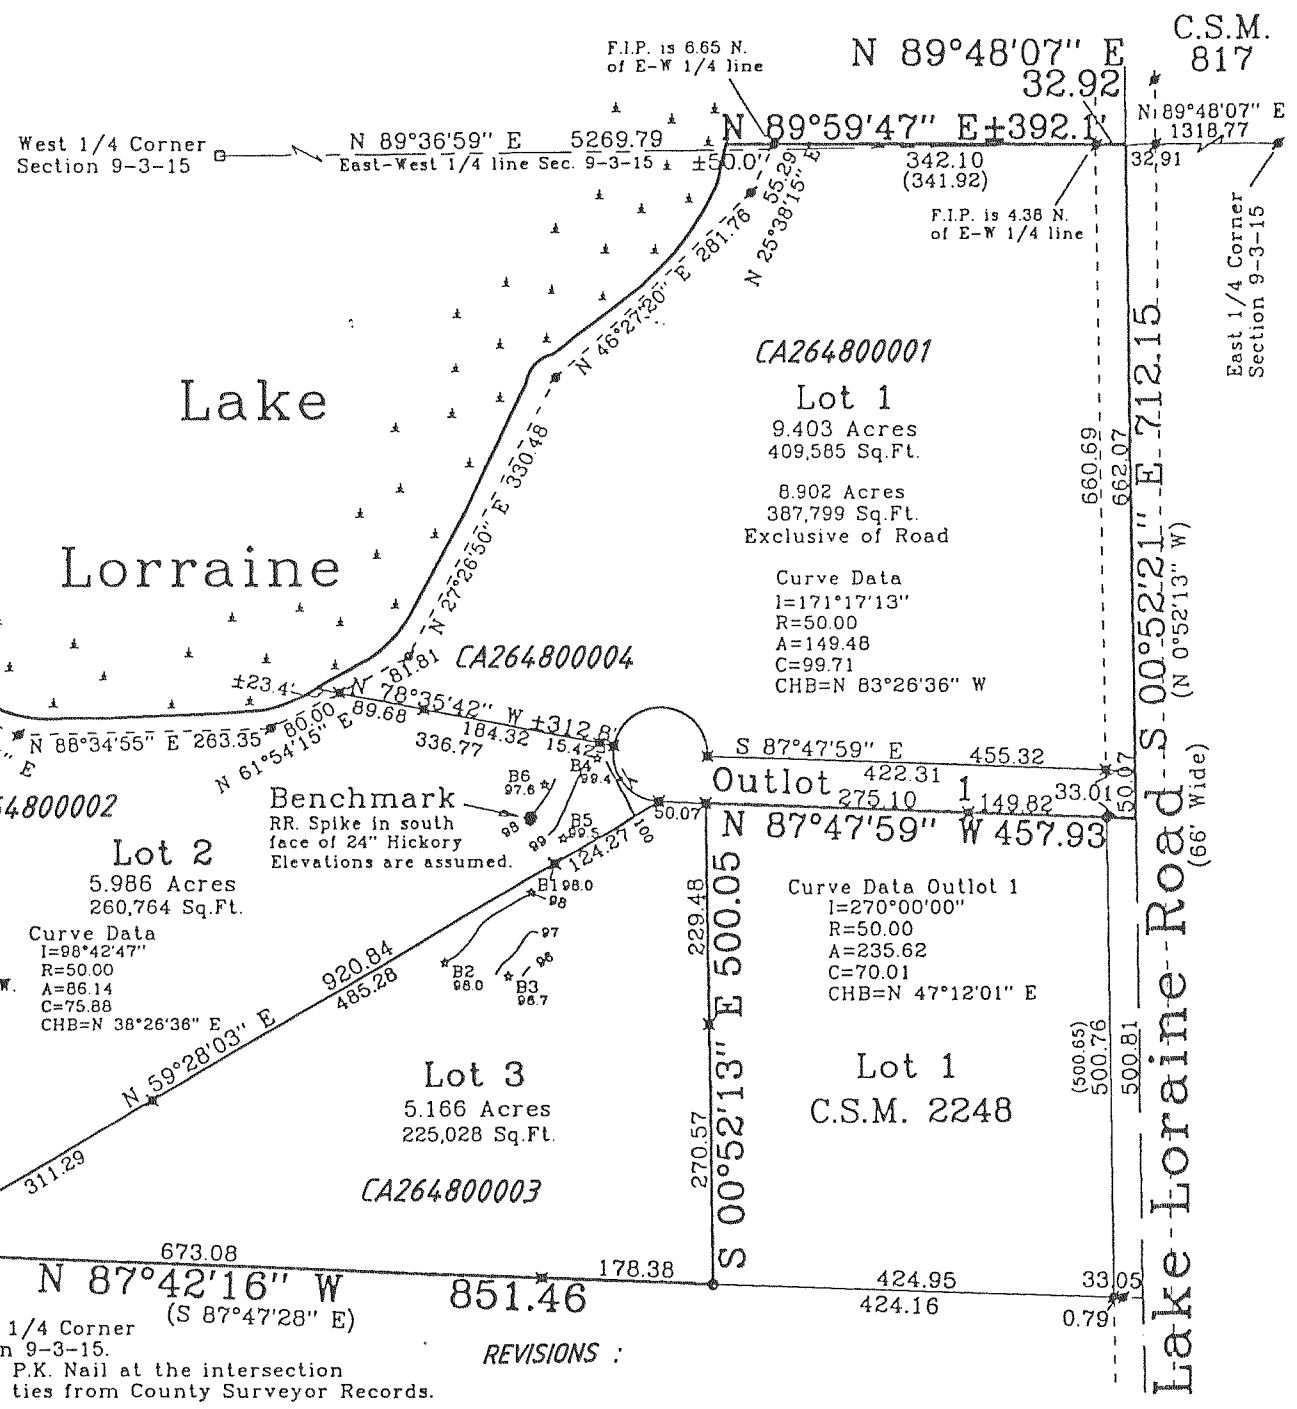 C.S.M.
817
F.I.P. is 6.65 N.
of E-W 1/4 line
N 89°48'07" E
32.92
N 89°48'07" E
1318.77
West 1/4 Corner
Section 9-3-15
N 89°36'59" E 5269.79
East-West 1/4 line Sec. 9-3-15
±50.0'
N 89°59'47" E ±392.1'
342.10
(341.92)
32.91
F.I.P. is 4.38 N.
of E-W 1/4 line
East 1/4 Corner
Section 9-3-15
55.29
N 25°38'15" E
N 46°27'20" E 281.76
Lake
Lorraine
CA264800001
Lot 1
9.403 Acres
409,585 Sq.Ft.
8.902 Acres
387,799 Sq.Ft.
Exclusive of Road
Curve Data
I=171°17'13"
R=50.00
A=149.48
C=99.71
CHB=N 83°26'36" W
660.69
662.07
S 00°52'21" E 712.15
(N 0°52'13" W)
N 27°26'50" E 330.48
81.81
CA264800004
±23.4'
N 78°35'42" W ±312.8'
89.68
184.32
15.42
336.77
80.00
N 61°54'15" E
N 88°34'55" E 263.35
" E
64800002
S 87°47'59" E 455.32
422.31
33.01
50.07
Outlot 1
275.10
149.82
50.07
N 87°47'59" W 457.93
Benchmark
RR. Spike in south
face of 24" Hickory
Elevations are assumed.
B6
97.6
B4
99.4
98
99
B5
99.5
100
124.27
B1 98.0
98
B2
98.0
97
96
B3
96.7
Lot 2
5.986 Acres
260,764 Sq.Ft.
Curve Data
I=98°42'47"
R=50.00
A=86.14
C=75.88
CHB=N 38°26'36" E
W.
920.84
485.28
N 59°28'03" E
311.29
229.48
S 00°52'13" E 500.05
270.57
Curve Data Outlot 1
I=270°00'00"
R=50.00
A=235.62
C=70.01
CHB=N 47°12'01" E
Lot 1
C.S.M. 2248
(500.65)
500.76
500.81
Lake Lorraine Road
(66' Wide)
Lot 3
5.166 Acres
225,028 Sq.Ft.
CA264800003
673.08
N 87°42'16" W 851.46
(S 87°47'28" E)
178.38
424.95
424.16
33.05
0.79
1/4 Corner
n 9-3-15.
P.K. Nail at the intersection
ties from County Surveyor Records.
REVISIONS :